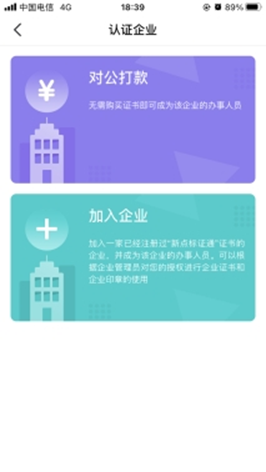 中国电信 4G 18:39 89%
认证企业
¥
对公打款
无需购买证书即可成为该企业的办事人员
加入企业
加入一家已经注册过“新点标证通”证书的
企业，并成为该企业的办事人员，可以根
据企业管理员对您的授权进行企业证书和
企业印章的使用